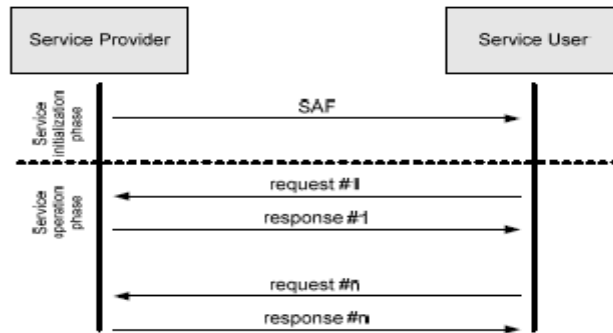 Service Provider
Service User
Service
initialization
phase
SAF
Service
operation
phase
request #1
response #1
request #n
response #n